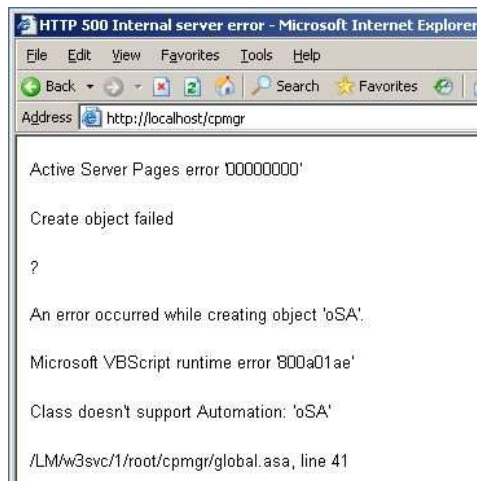 HTTP 500 Internal server error - Microsoft Internet Explorer
File Edit View Favorites Tools Help
Back Search Favorites
Address http://localhost/cpmgr
Active Server Pages error '00000000'
Create object failed
?
An error occurred while creating object 'oSA'.
Microsoft VBScript runtime error '800a01ae'
Class doesn't support Automation: 'oSA'
/LM/w3svc/1/root/cpmgr/global.asa, line 41